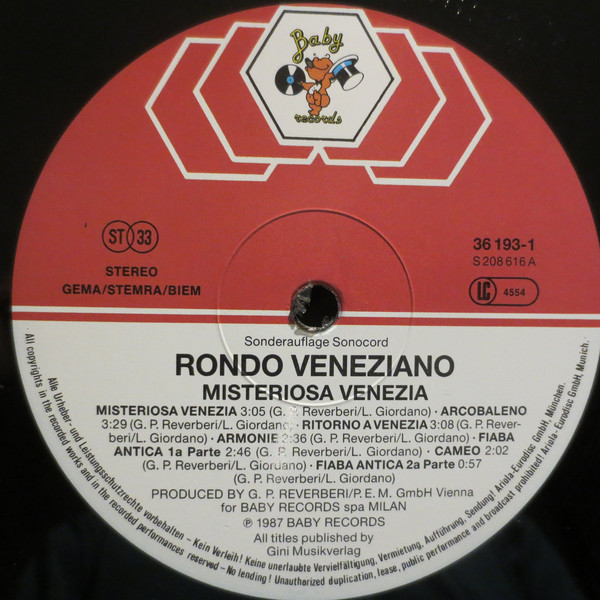 Baby
records
ST 33
STEREO
GEMA/STEMRA/BIEM
36 193-1
S 208 616 A
LC 4554
Sonderauflage Sonocord
RONDO VENEZIANO
MISTERIOSA VENEZIA
MISTERIOSA VENEZIA 3:05 (G. P. Reverberi/L. Giordano) · ARCOBALENO
3:29 (G. P. Reverberi/L. Giordano) · RITORNO A VENEZIA 3:08 (G. P. Rever-
beri/L. Giordano) · ARMONIE 2:36 (G. P. Reverberi/L. Giordano) · FIABA
ANTICA 1a Parte 2:46 (G. P. Reverberi/L. Giordano) · CAMEO 2:02
(G. P. Reverberi/L. Giordano) · FIABA ANTICA 2a Parte 0:57
(G. P. Reverberi/L. Giordano)
PRODUCED BY G. P. REVERBERI/P. E. M. GmbH Vienna
for BABY RECORDS spa MILAN
℗ 1987 BABY RECORDS
All titles published by
Gini Musikverlag
Alle Urheber- und Leistungsschutzrechte vorbehalten – Kein Verleih! Keine unerlaubte Vervielfältigung, Vermietung, Aufführung, Sendung! Ariola-Eurodisc GmbH, München.
All copyrights in the recorded works and in the recorded performances reserved – No lending! Unauthorized duplication, lease, public performance and broadcast prohibited! Ariola-Eurodisc GmbH, Munich.